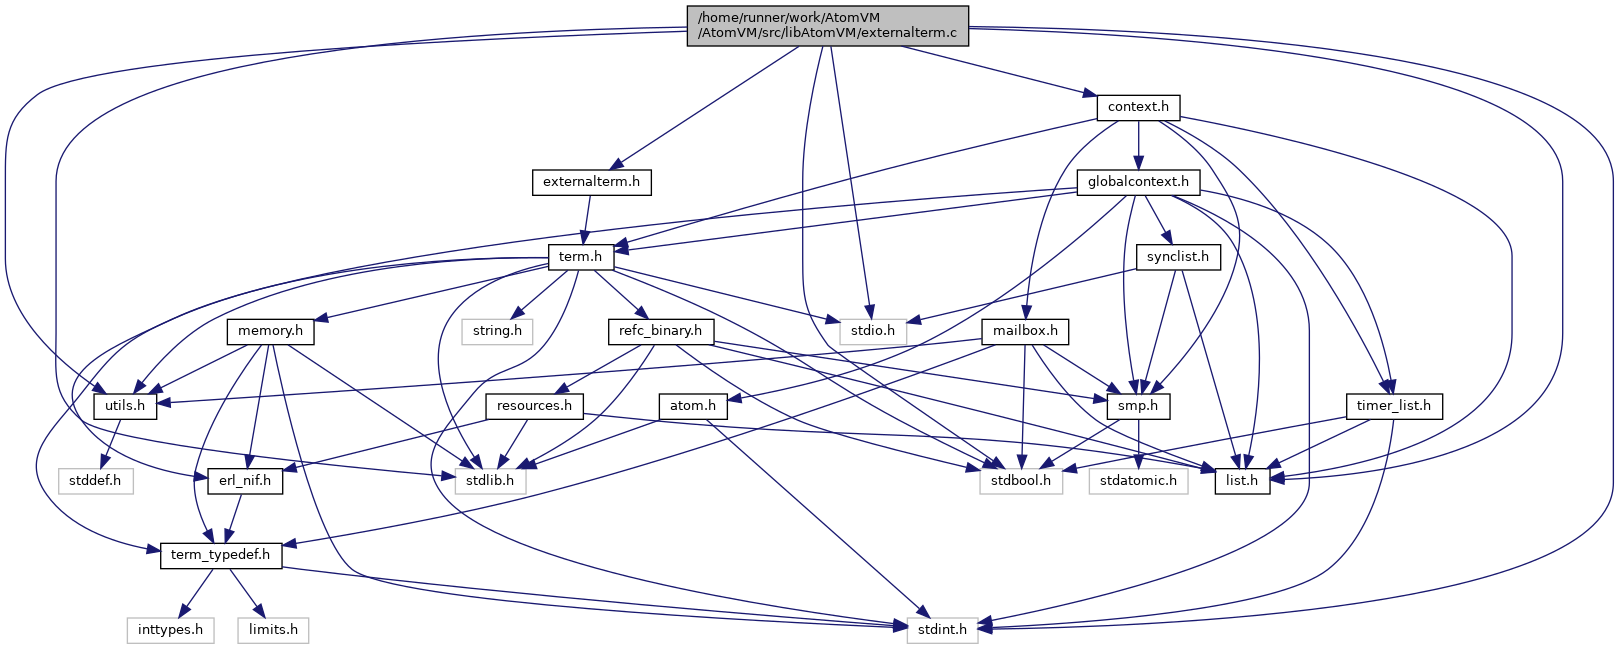 /home/runner/work/AtomVM
/AtomVM/src/libAtomVM/externalterm.c
context.h
externalterm.h
globalcontext.h
term.h
synclist.h
memory.h
string.h
refc_binary.h
stdio.h
mailbox.h
utils.h
resources.h
atom.h
smp.h
timer_list.h
stddef.h
erl_nif.h
stdlib.h
stdbool.h
stdatomic.h
list.h
term_typedef.h
inttypes.h
limits.h
stdint.h